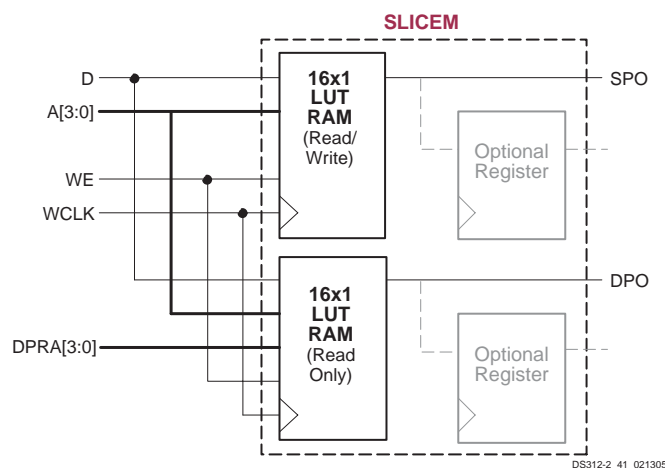 SLICEM
D
A[3:0]
WE
WCLK
16x1
LUT
RAM
(Read/
Write)
SPO
Optional
Register
DPRA[3:0]
16x1
LUT
RAM
(Read
Only)
DPO
Optional
Register
DS312-2_41_021305